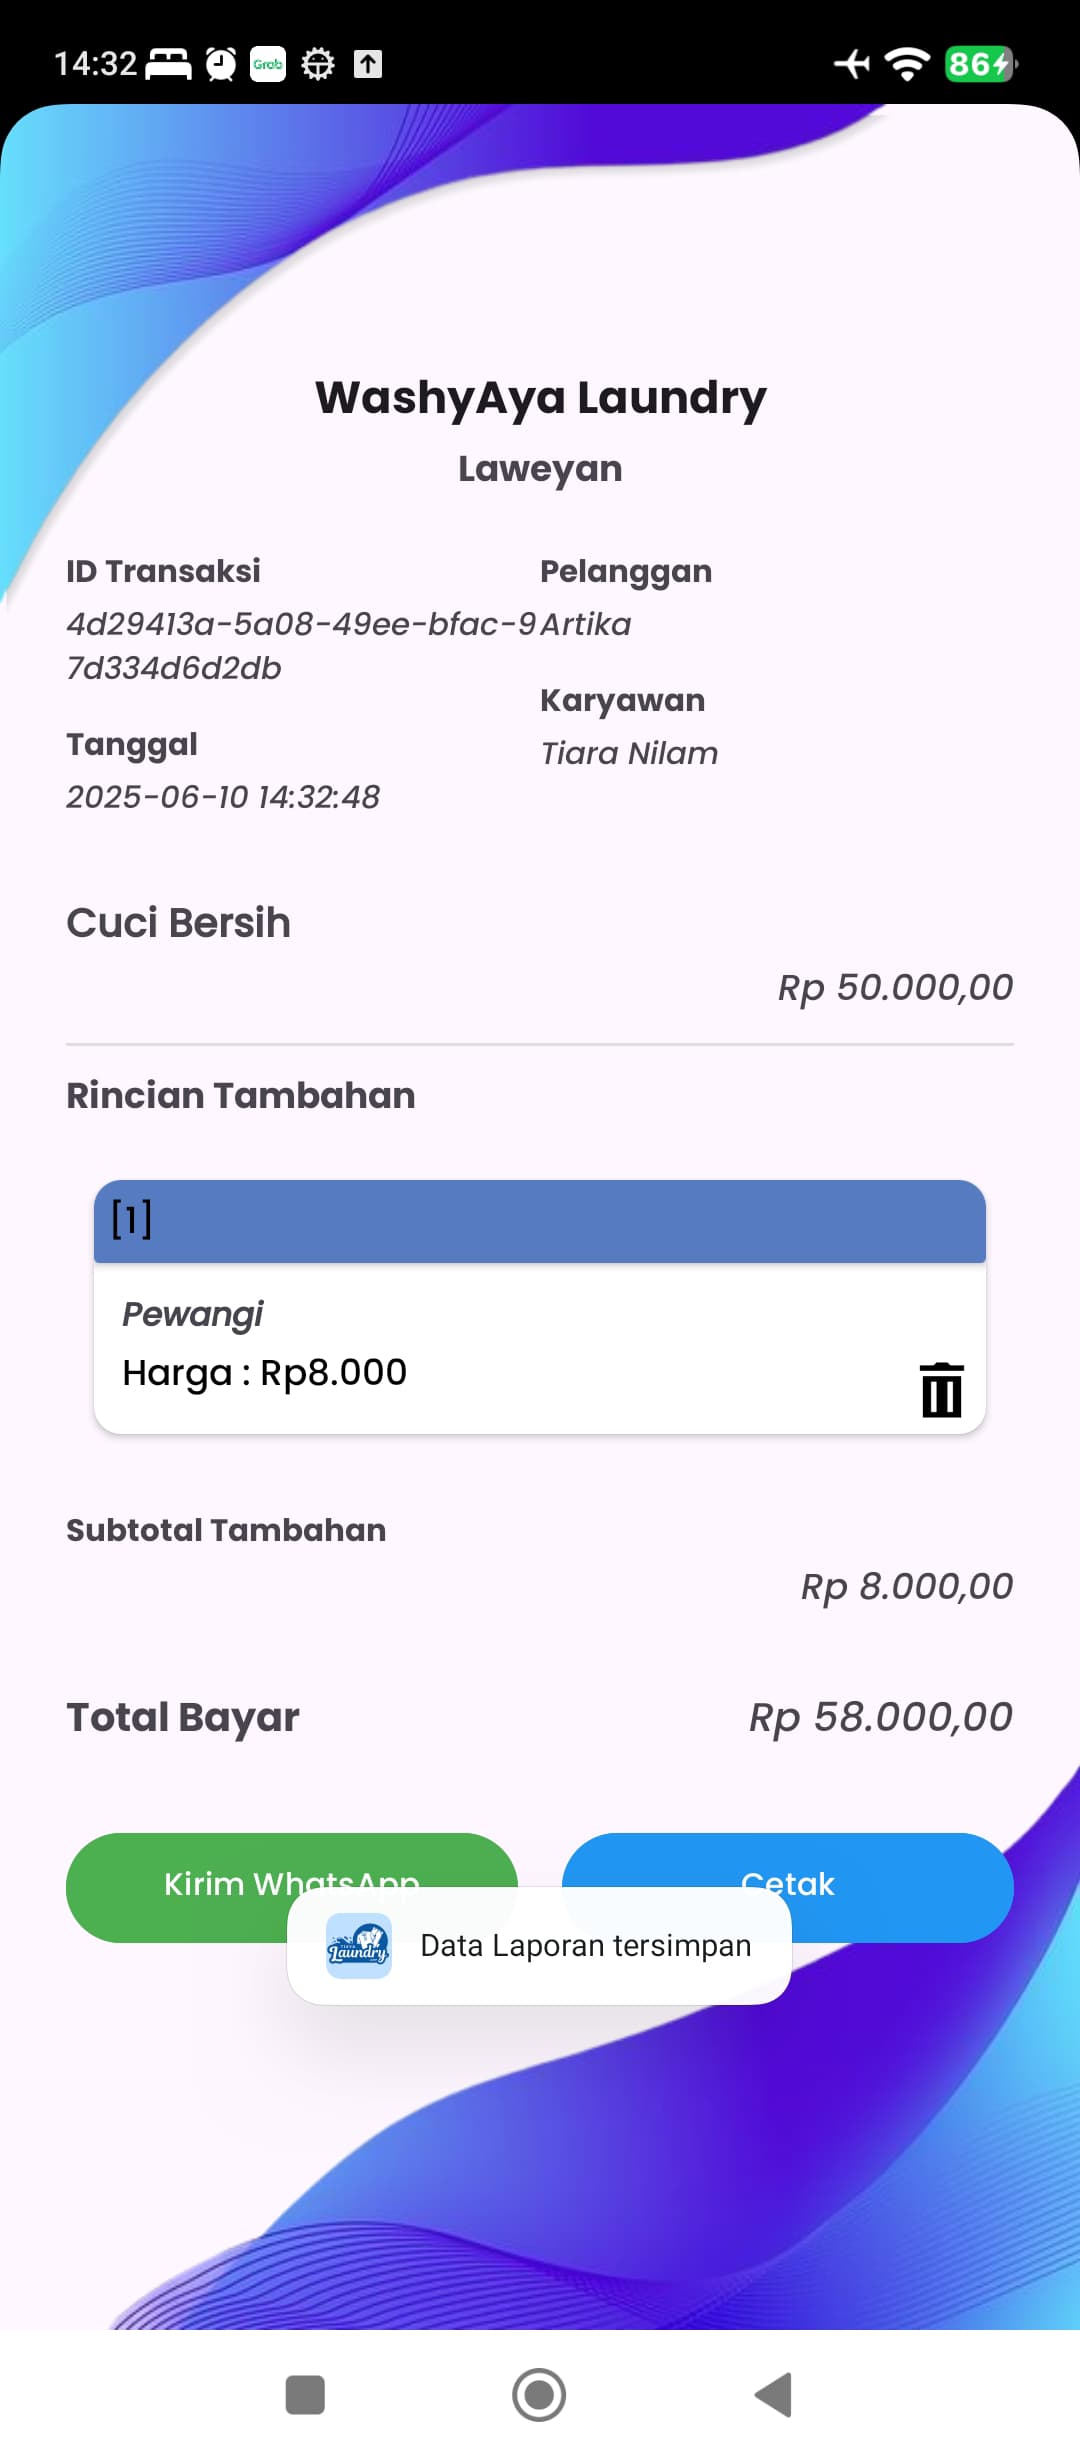 14:32
Grab
86
WashyAya Laundry
Laweyan
ID Transaksi
4d29413a-5a08-49ee-bfac-9
7d334d6d2db
Tanggal
2025-06-10 14:32:48
Pelanggan
Artika
Karyawan
Tiara Nilam
Cuci Bersih
Rp 50.000,00
Rincian Tambahan
[1]
Pewangi
Harga : Rp8.000
Subtotal Tambahan
Rp 8.000,00
Total Bayar
Rp 58.000,00
Kirim WhatsApp
Cetak
Laundry
Data Laporan tersimpan